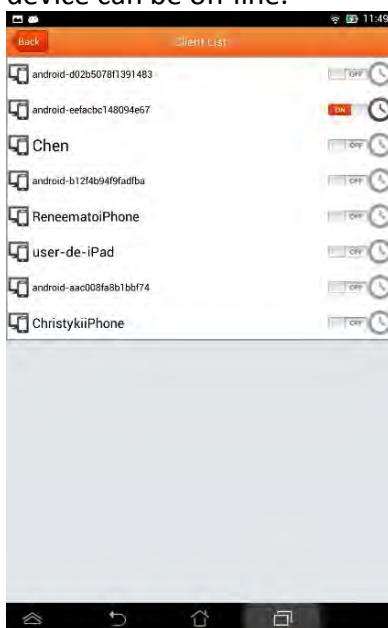 device can be off-line.
11:49
Back
Client List
android-d02b5078f1391483
OFF
android-eefacbc148094e67
ON
Chen
OFF
android-b12f4b94f9fadfba
OFF
ReneematoiPhone
OFF
user-de-iPad
OFF
android-aac008fa8b1bbf74
OFF
ChristykiiPhone
OFF